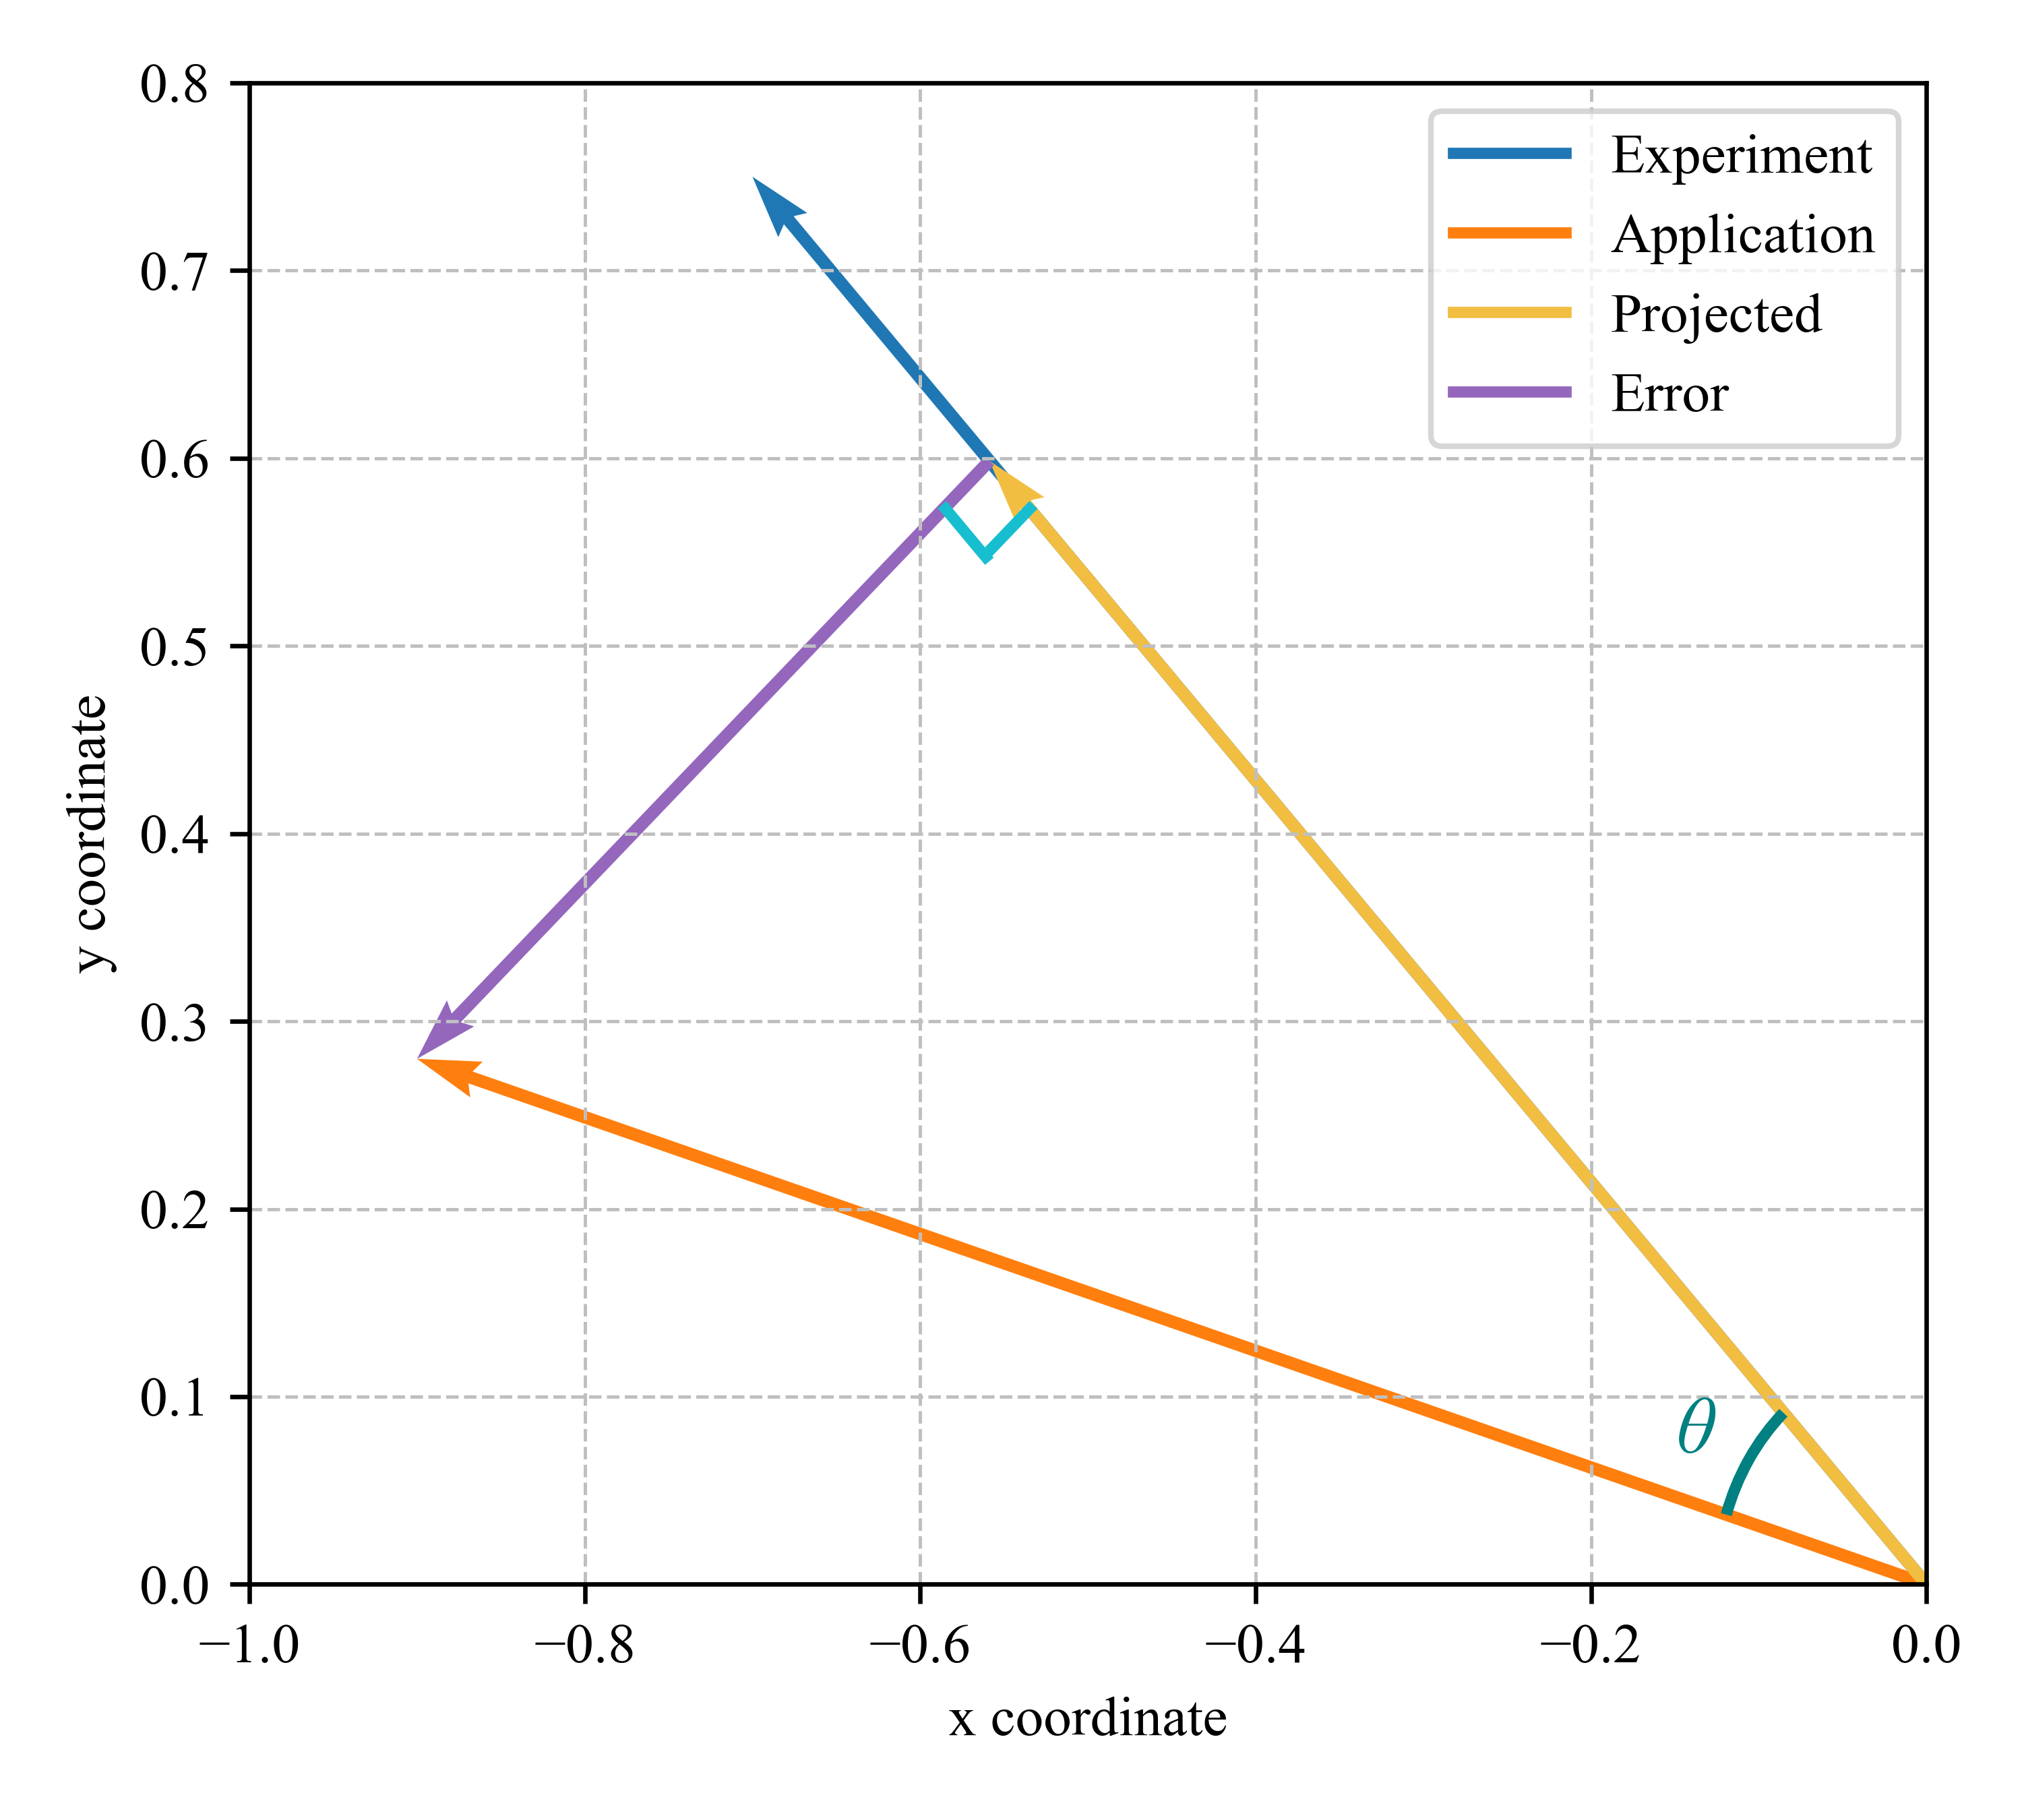 Experiment
Application
Projected
Error
0.8
0.7
0.6
0.5
0.4
0.3
0.2
0.1
0.0
y coordinate
θ
−1.0 −0.8 −0.6 −0.4 −0.2 0.0
x coordinate